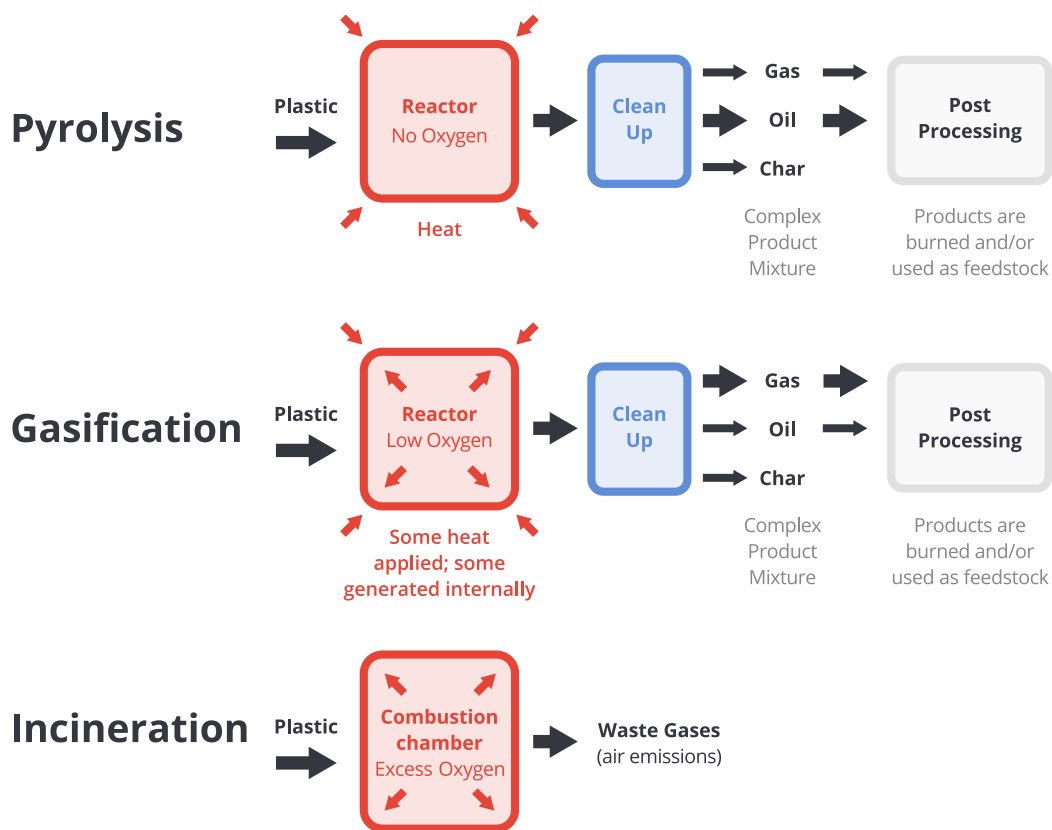 Pyrolysis
Plastic
Reactor
No Oxygen
Heat
Clean
Up
Gas
Oil
Char
Complex
Product
Mixture
Post
Processing
Products are
burned and/or
used as feedstock
Gasification
Plastic
Reactor
Low Oxygen
Some heat
applied; some
generated internally
Clean
Up
Gas
Oil
Char
Complex
Product
Mixture
Post
Processing
Products are
burned and/or
used as feedstock
Incineration
Plastic
Combustion
chamber
Excess Oxygen
Waste Gases
(air emissions)